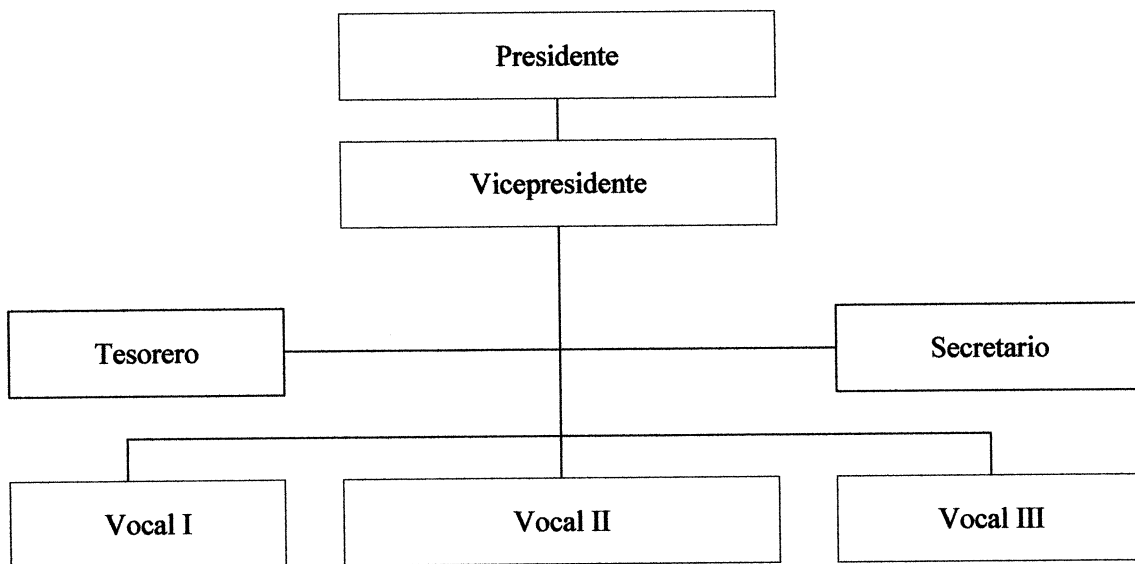 Presidente
Vicepresidente
Tesorero
Secretario
Vocal I
Vocal II
Vocal III